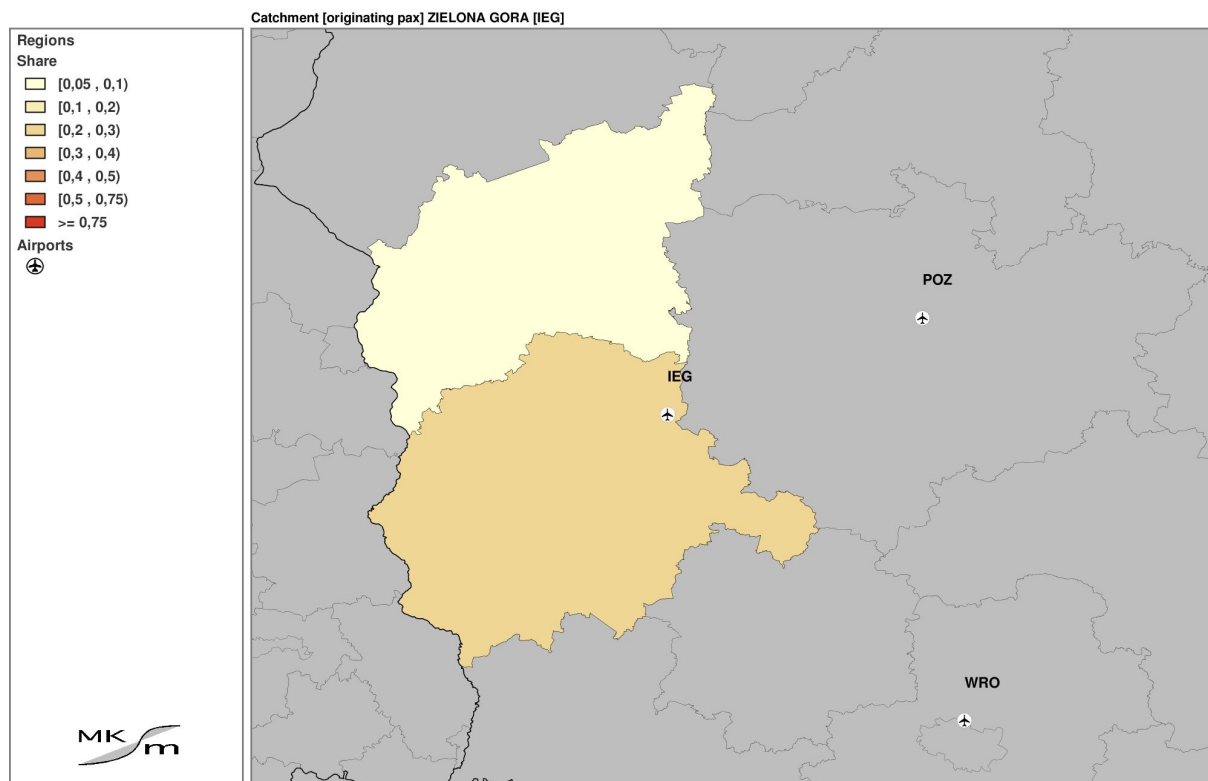 Catchment [originating pax] ZIELONA GORA [IEG]
Regions
Share
[0,05 , 0,1)
[0,1 , 0,2)
[0,2 , 0,3)
[0,3 , 0,4)
[0,4 , 0,5)
[0,5 , 0,75)
>= 0,75
Airports
POZ
IEG
WRO
MK
m